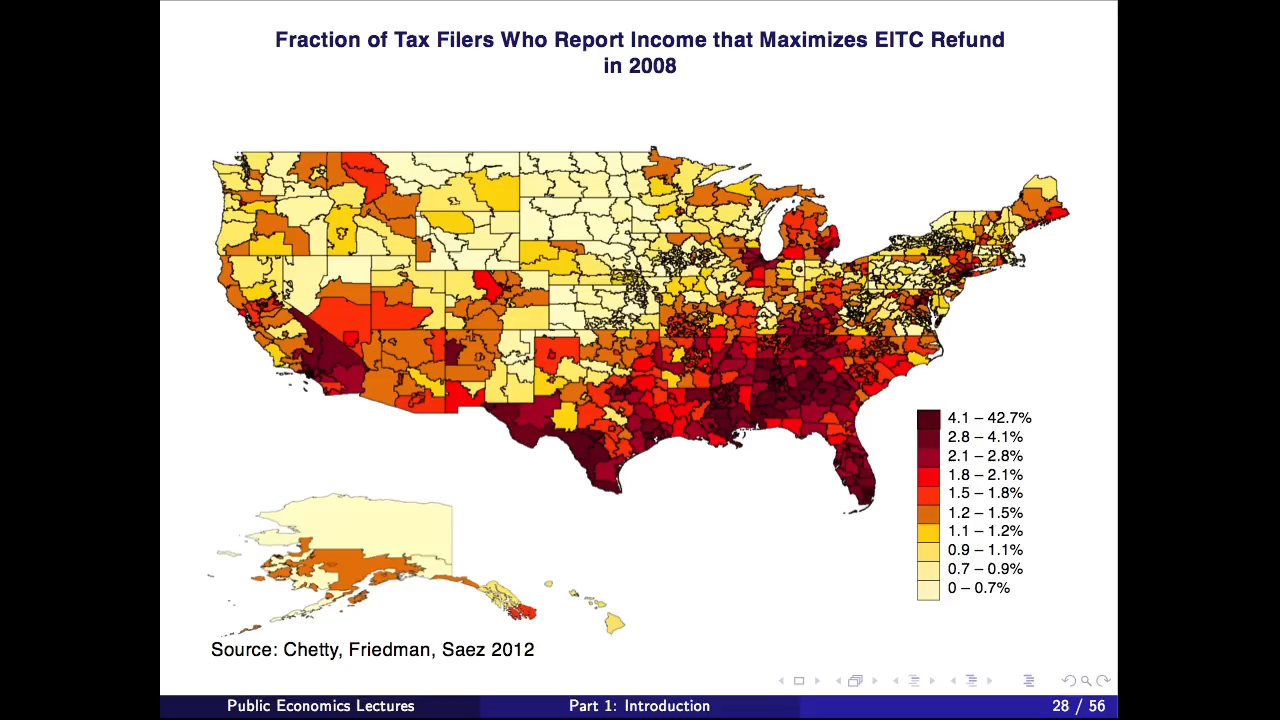 Fraction of Tax Filers Who Report Income that Maximizes EITC Refund
in 2008
4.1 – 42.7%
2.8 – 4.1%
2.1 – 2.8%
1.8 – 2.1%
1.5 – 1.8%
1.2 – 1.5%
1.1 – 1.2%
0.9 – 1.1%
0.7 – 0.9%
0 – 0.7%
Source: Chetty, Friedman, Saez 2012
Public Economics Lectures
Part 1: Introduction
28 / 56